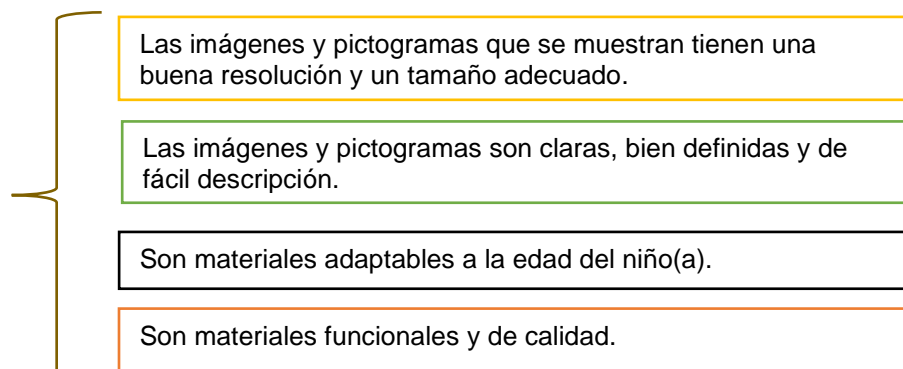 Las imágenes y pictogramas que se muestran tienen una
buena resolución y un tamaño adecuado.
Las imágenes y pictogramas son claras, bien definidas y de
fácil descripción.
Son materiales adaptables a la edad del niño(a).
Son materiales funcionales y de calidad.